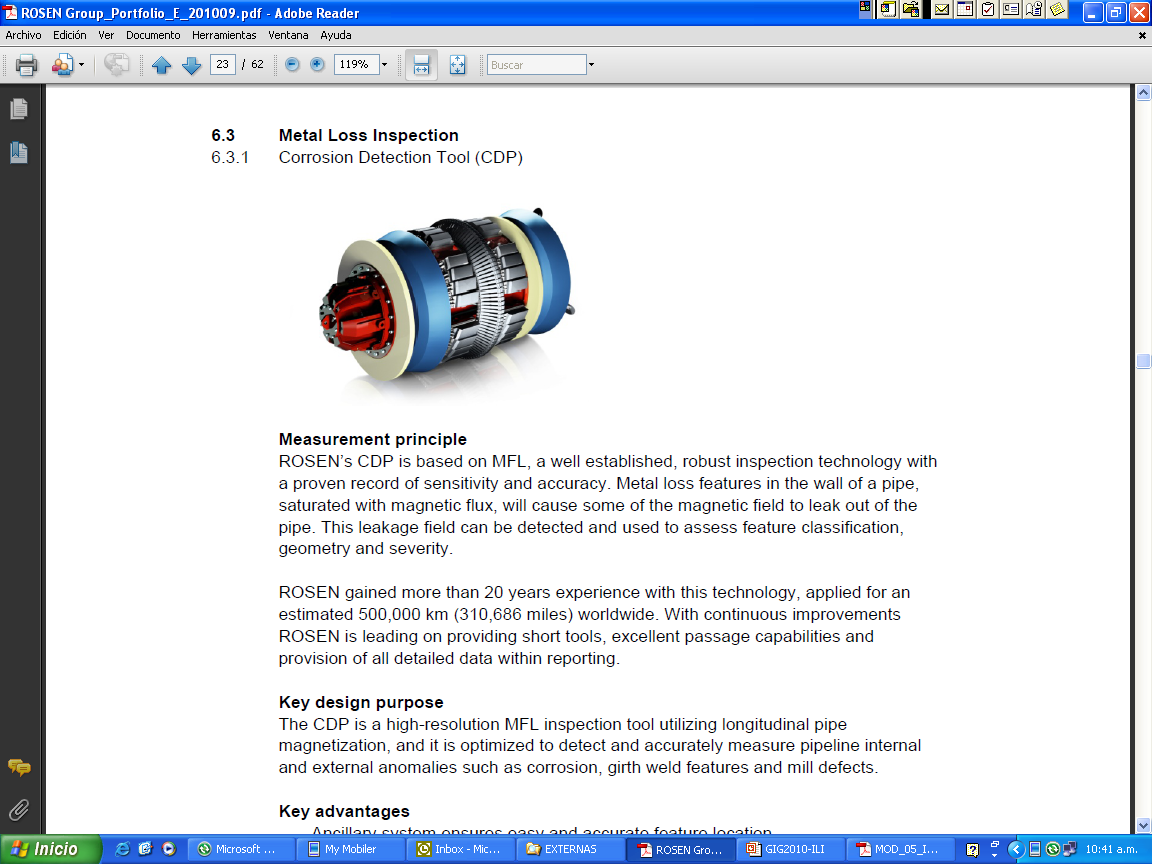 ROSEN Group_Portfolio_E_201009.pdf - Adobe Reader
Archivo Edición Ver Documento Herramientas Ventana Ayuda
23 / 62 119% Buscar
6.3 Metal Loss Inspection
6.3.1 Corrosion Detection Tool (CDP)
Measurement principle
ROSEN's CDP is based on MFL, a well established, robust inspection technology with
a proven record of sensitivity and accuracy. Metal loss features in the wall of a pipe,
saturated with magnetic flux, will cause some of the magnetic field to leak out of the
pipe. This leakage field can be detected and used to assess feature classification,
geometry and severity.
ROSEN gained more than 20 years experience with this technology, applied for an
estimated 500,000 km (310,686 miles) worldwide. With continuous improvements
ROSEN is leading on providing short tools, excellent passage capabilities and
provision of all detailed data within reporting.
Key design purpose
The CDP is a high-resolution MFL inspection tool utilizing longitudinal pipe
magnetization, and it is optimized to detect and accurately measure pipeline internal
and external anomalies such as corrosion, girth weld features and mill defects.
Key advantages
Ancillary system ensures easy and accurate feature location
Inicio Microsoft ... My Mobiler Inbox - Mic... EXTERNAS ROSEN Gro... GIG2010-ILI MOD_05_I... 10:41 a.m.